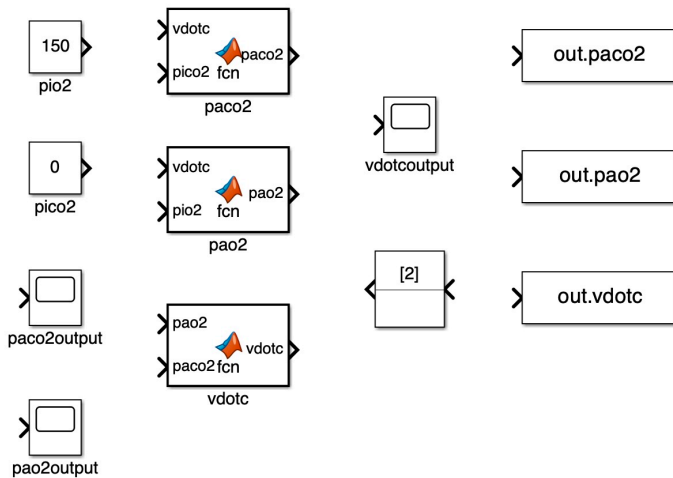 150
pio2
vdotc
pico2
fcn
paco2
paco2
out.paco2
vdotcoutput
0
pico2
vdotc
pio2
fcn
pao2
pao2
out.pao2
[2]
paco2output
pao2
paco2
fcn
vdotc
vdotc
out.vdotc
pao2output